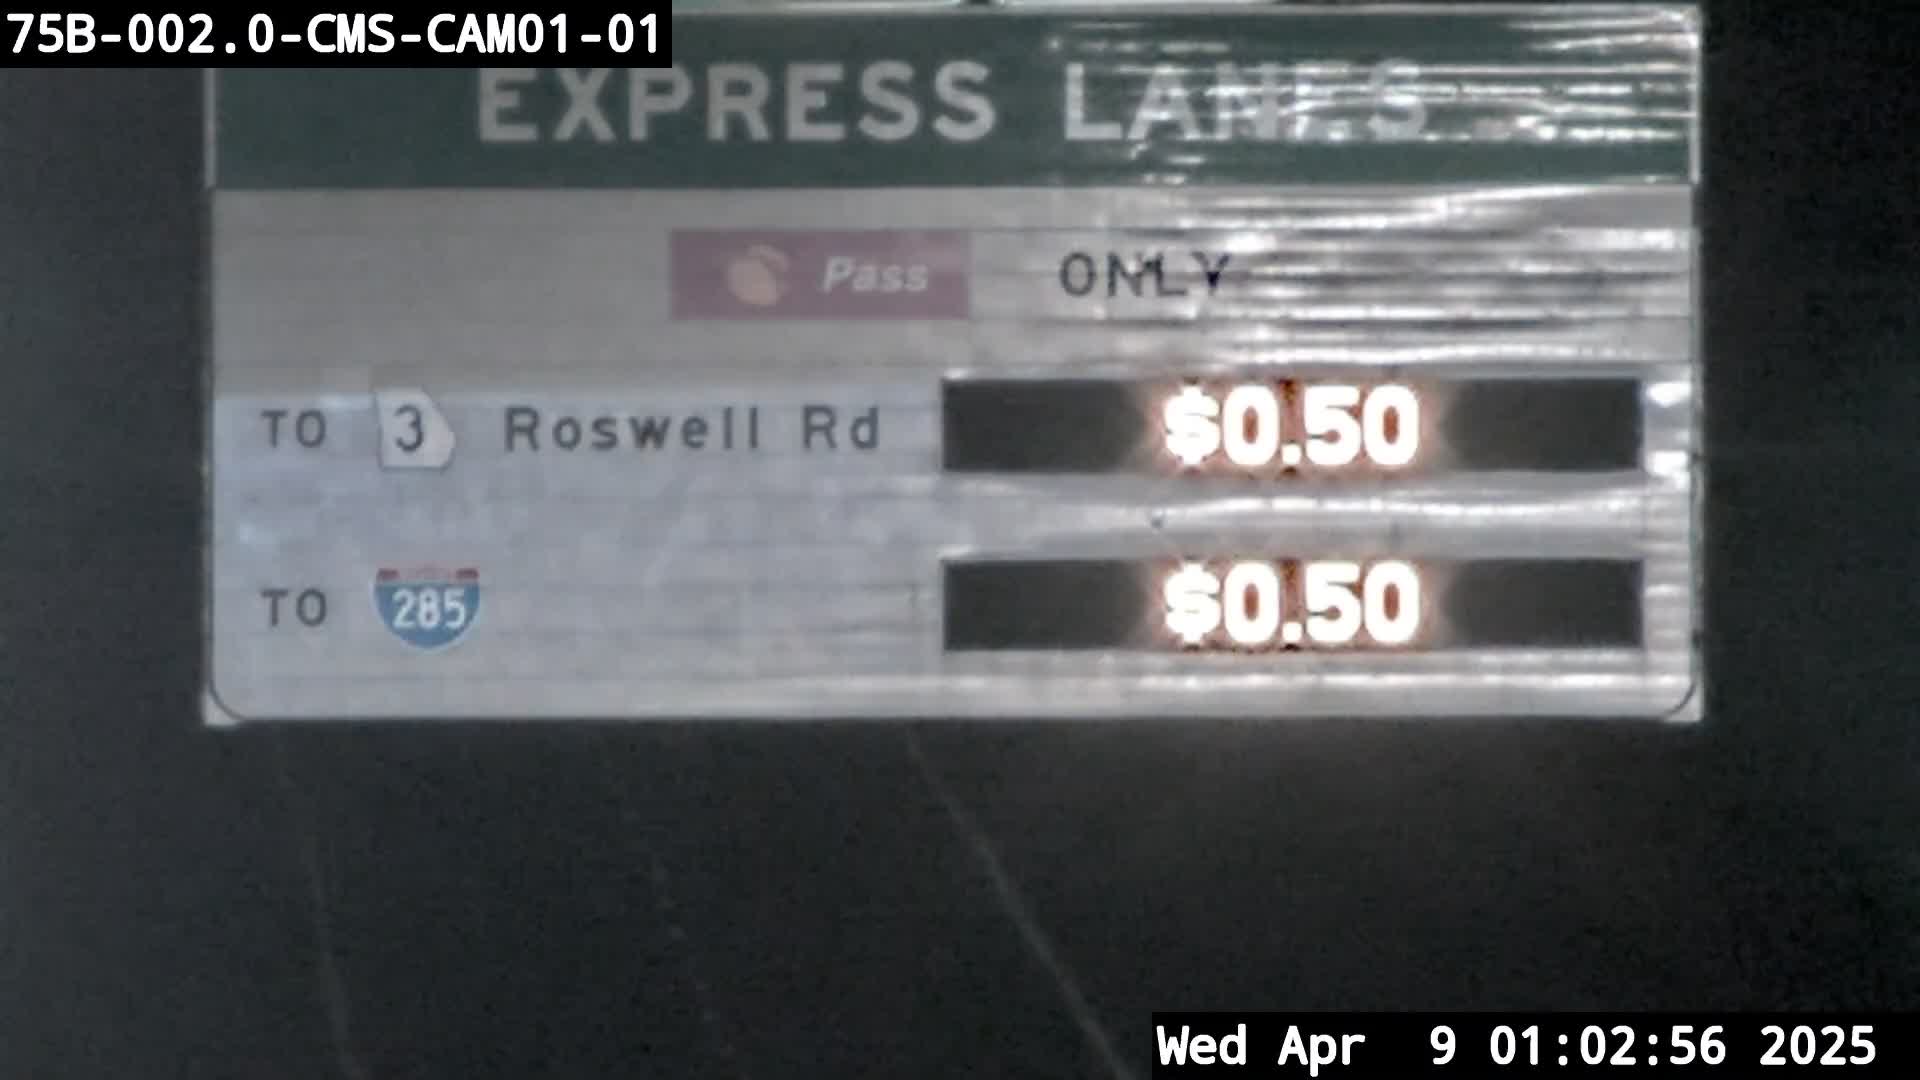 75B-002.0-CMS-CAM01-01
EXPRESS LANES
Pass ONLY
TO 3 Roswell Rd $0.50
TO 285 $0.50
Wed Apr 9 01:02:56 2025